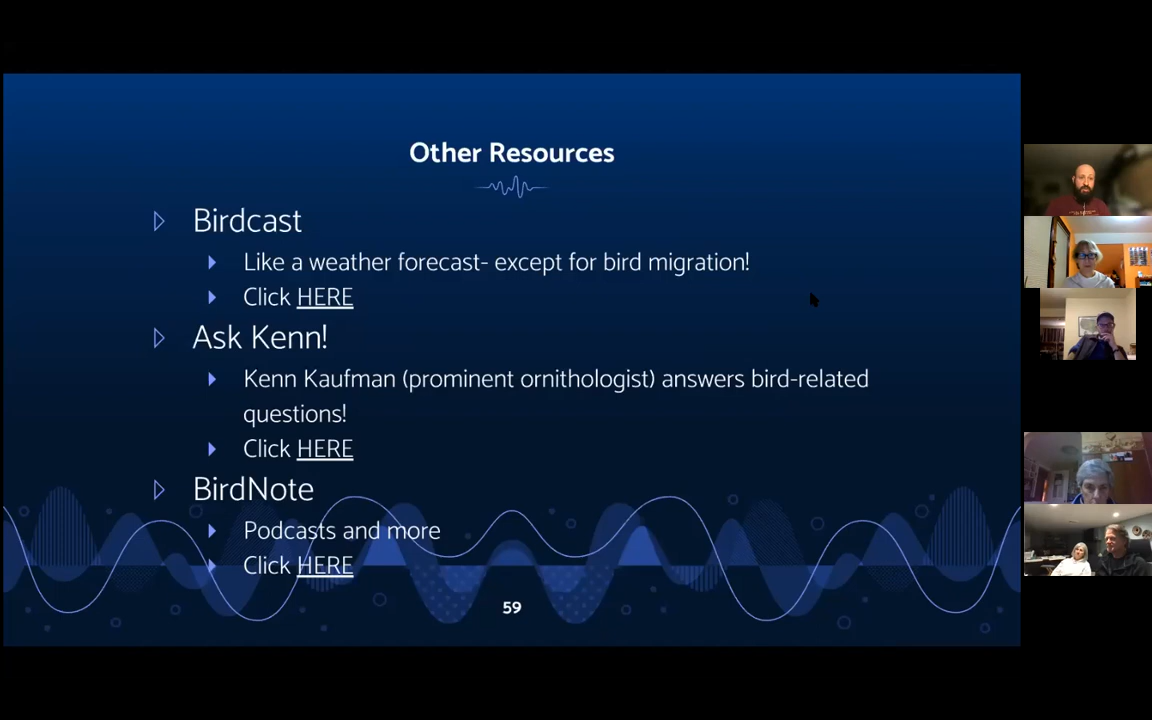 Other Resources
Birdcast
Like a weather forecast- except for bird migration!
Click HERE
Ask Kenn!
Kenn Kaufman (prominent ornithologist) answers bird-related
questions!
Click HERE
BirdNote
Podcasts and more
Click HERE
59